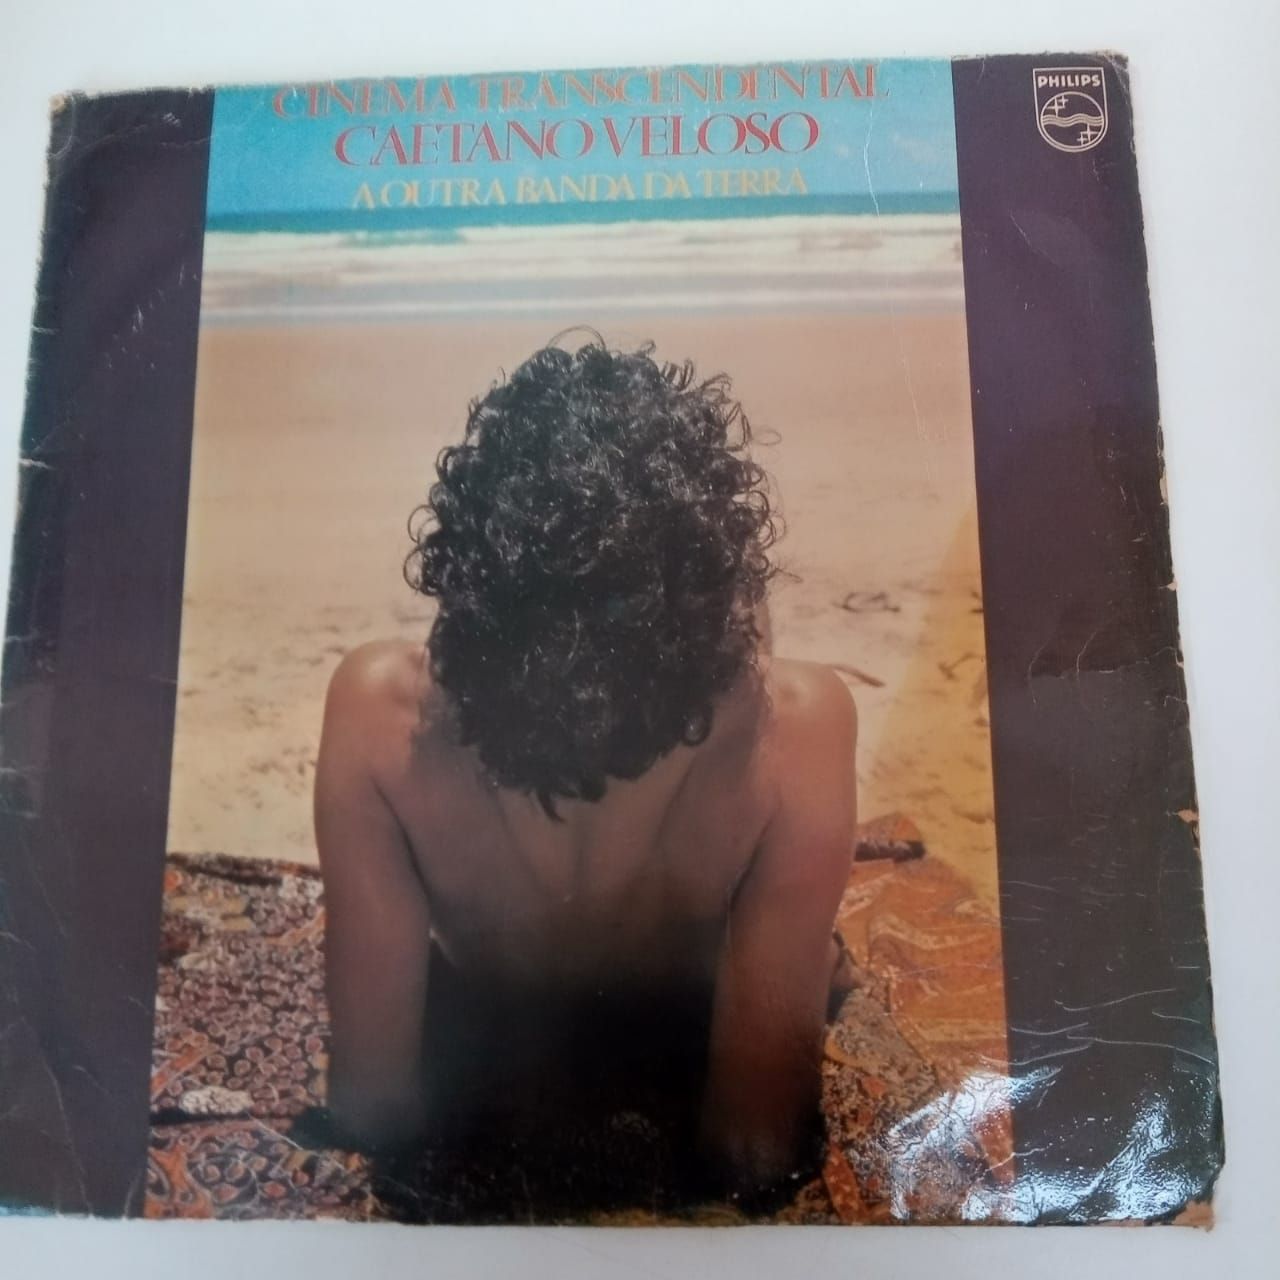 CINEMA TRANSCENDENTAL
CAETANO VELOSO
A OUTRA BANDA DA TERRA
PHILIPS